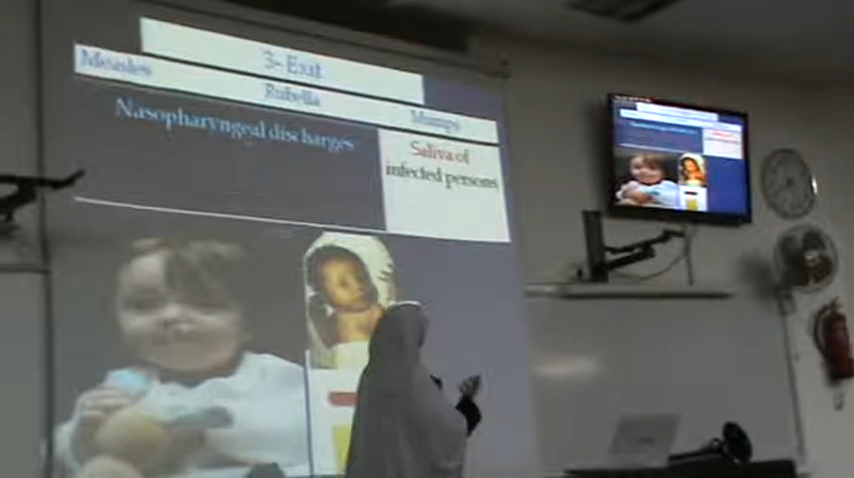 3- Exit
Measles
Rubella
Mumps
Nasopharyngeal discharges
Saliva of
infected persons